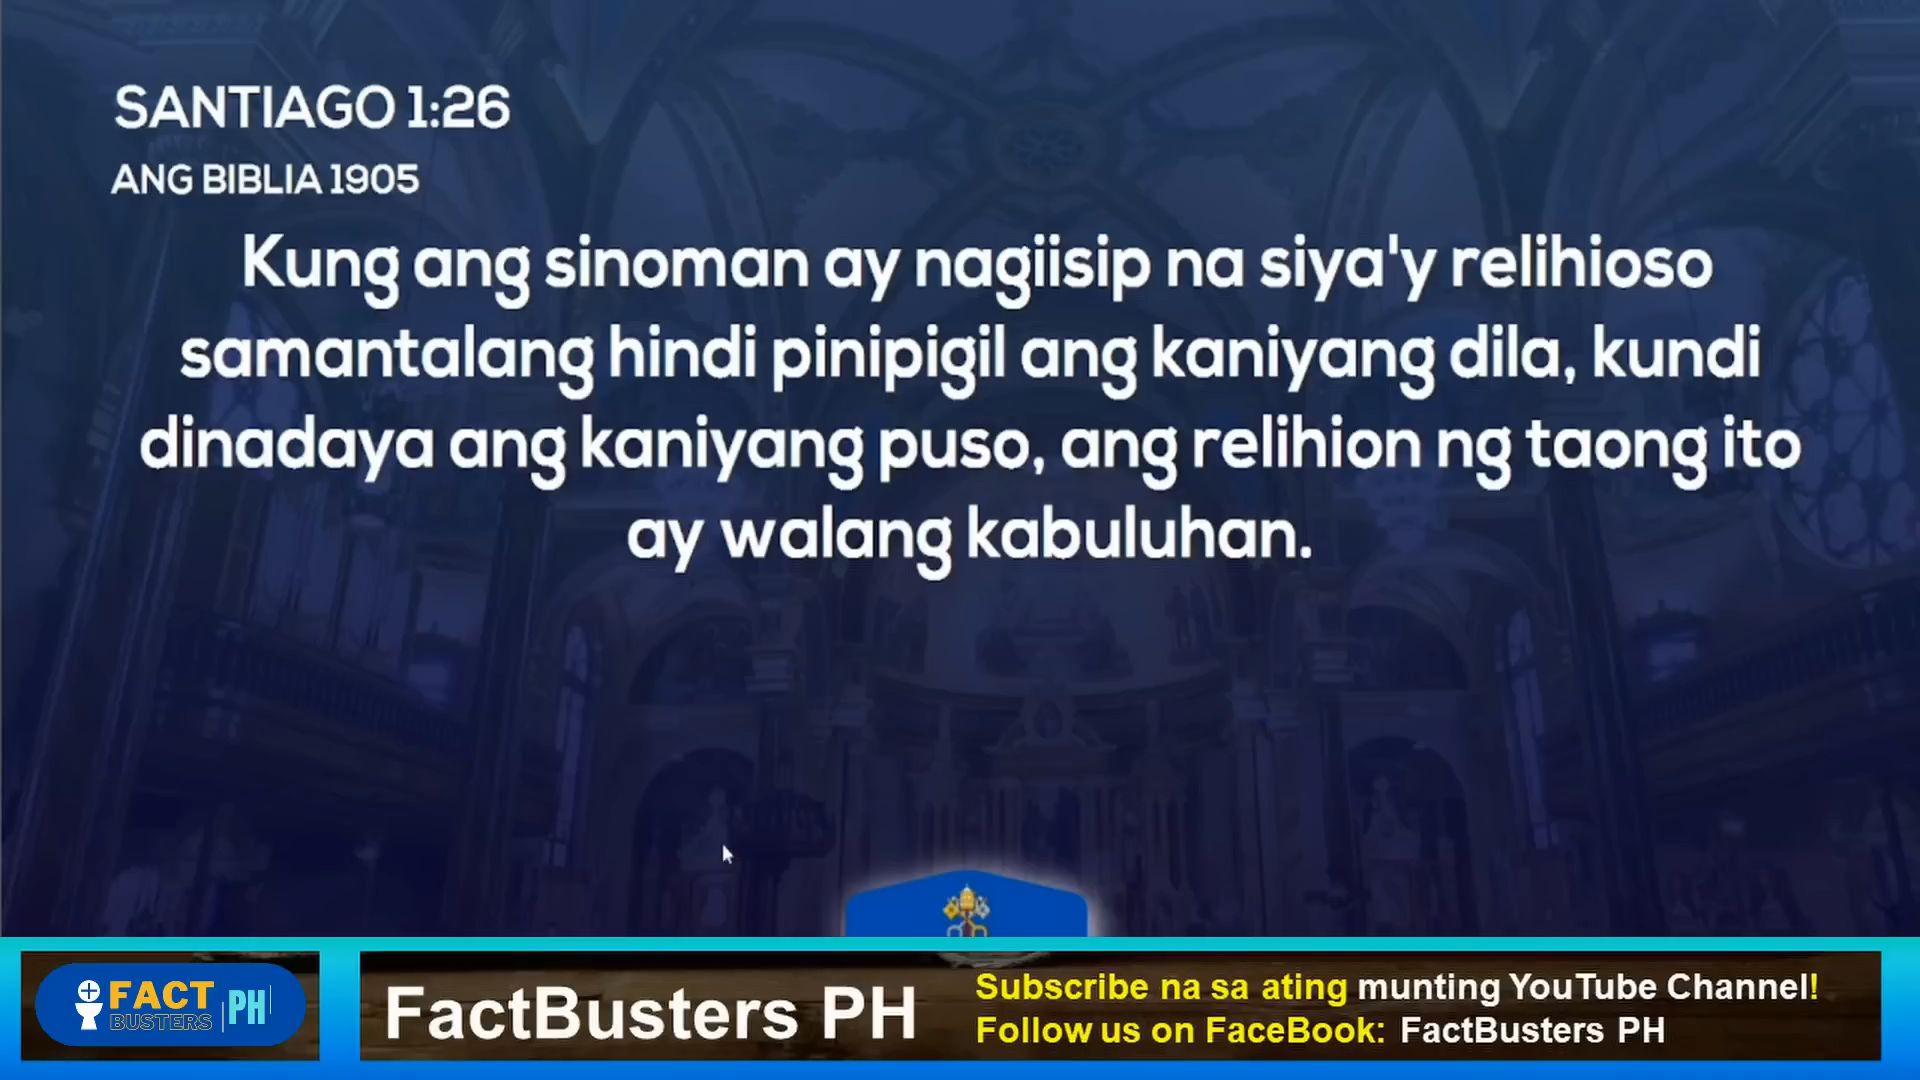 SANTIAGO 1:26
ANG BIBLIA 1905
Kung ang sinoman ay nagiisip na siya'y relihioso
samantalang hindi pinipigil ang kaniyang dila, kundi
dinadaya ang kaniyang puso, ang relihion ng taong ito
ay walang kabuluhan.
FACT
BUSTERS
PH
FactBusters PH
Subscribe na sa ating munting YouTube Channel!
Follow us on FaceBook: FactBusters PH